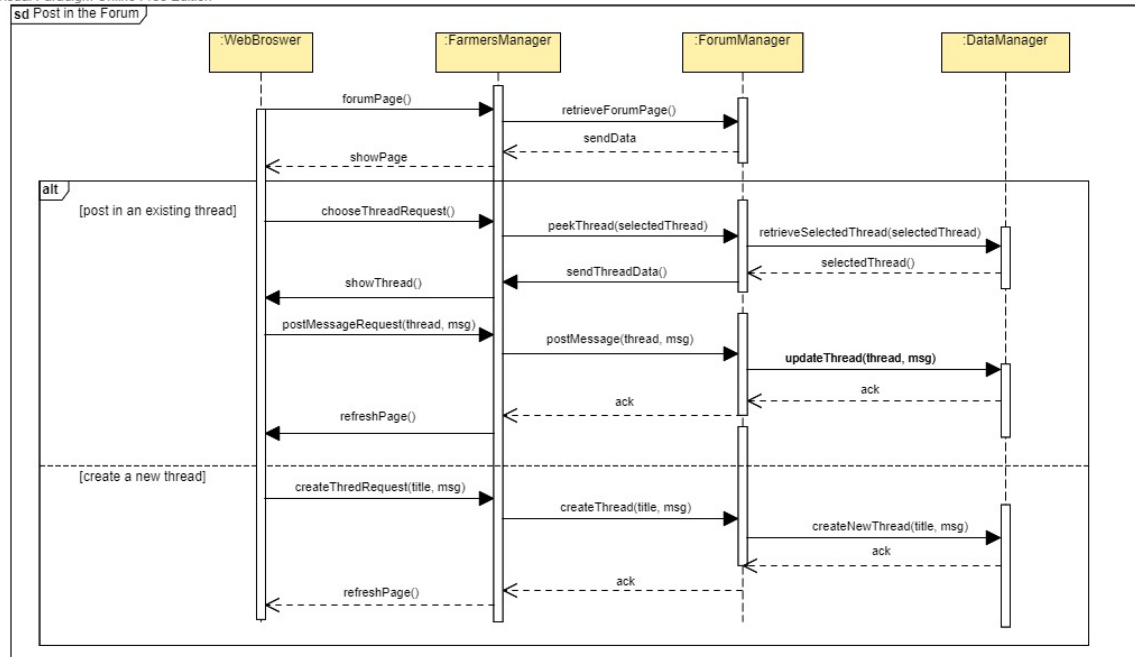 sd Post in the Forum
:WebBroswer
:FarmersManager
:ForumManager
:DataManager
forumPage()
retrieveForumPage()
sendData
showPage
alt
[post in an existing thread]
chooseThreadRequest()
peekThread(selectedThread)
retrieveSelectedThread(selectedThread)
selectedThread()
sendThreadData()
showThread()
postMessageRequest(thread, msg)
postMessage(thread, msg)
updateThread(thread, msg)
ack
ack
refreshPage()
[create a new thread]
createThredRequest(title, msg)
createThread(title, msg)
createNewThread(title, msg)
ack
ack
refreshPage()